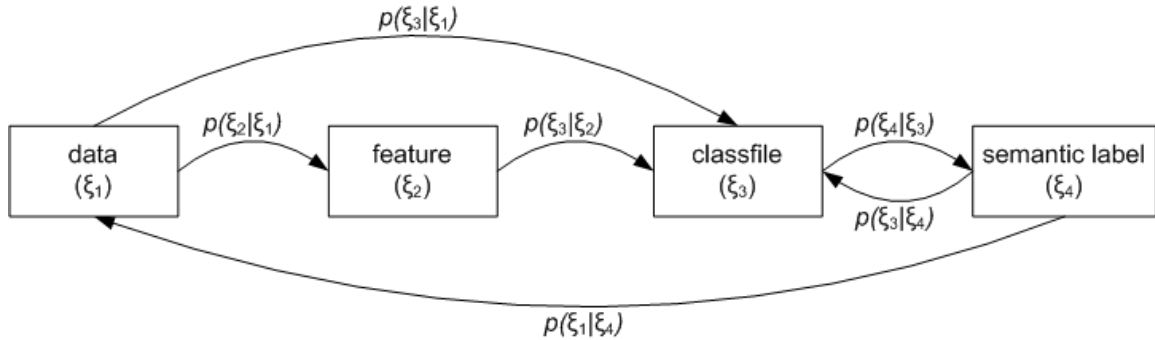 p(ξ₃|ξ₁)
p(ξ₂|ξ₁)
p(ξ₃|ξ₂)
p(ξ₄|ξ₃)
data
(ξ₁)
feature
(ξ₂)
classfile
(ξ₃)
semantic label
(ξ₄)
p(ξ₃|ξ₄)
p(ξ₁|ξ₄)